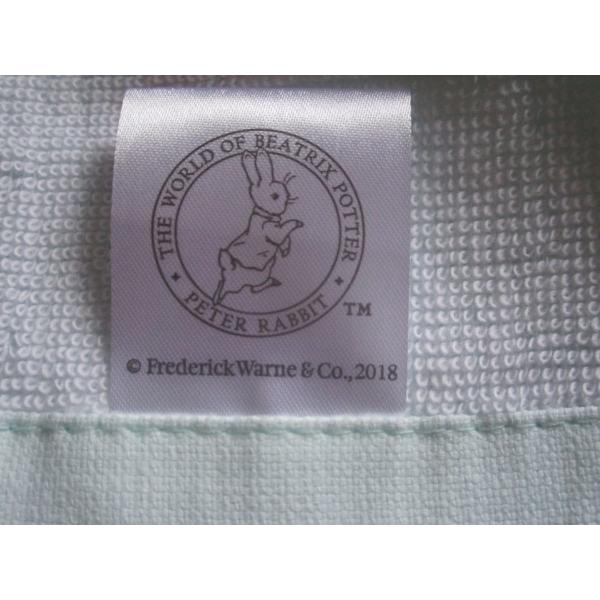 THE WORLD OF BEATRIX POTTER
PETER RABBIT
TM
© Frederick Warne & Co., 2018